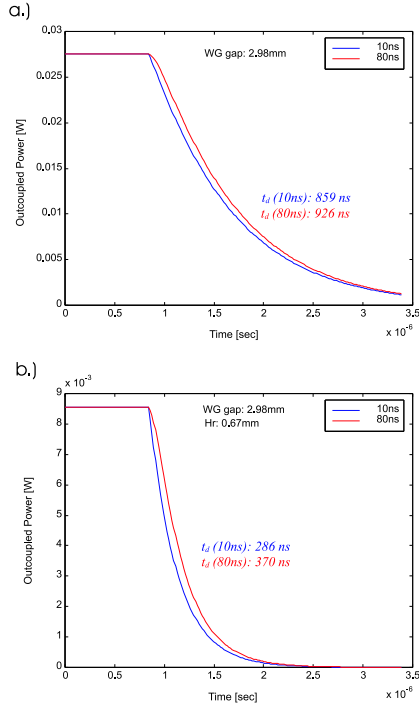 a.)
0.03
0.025
0.02
0.015
0.01
0.005
0
Outcoupled Power [W]
WG gap: 2.98mm
10ns
80ns
t_d (10ns): 859 ns
t_d (80ns): 926 ns
0 0.5 1 1.5 2 2.5 3 3.5
Time [sec]
x 10^-6
b.)
x 10^-3
9
8
7
6
5
4
3
2
1
0
Outcoupled Power [W]
WG gap: 2.98mm
Hr: 0.67mm
10ns
80ns
t_d (10ns): 286 ns
t_d (80ns): 370 ns
0 0.5 1 1.5 2 2.5 3 3.5
Time [sec]
x 10^-6